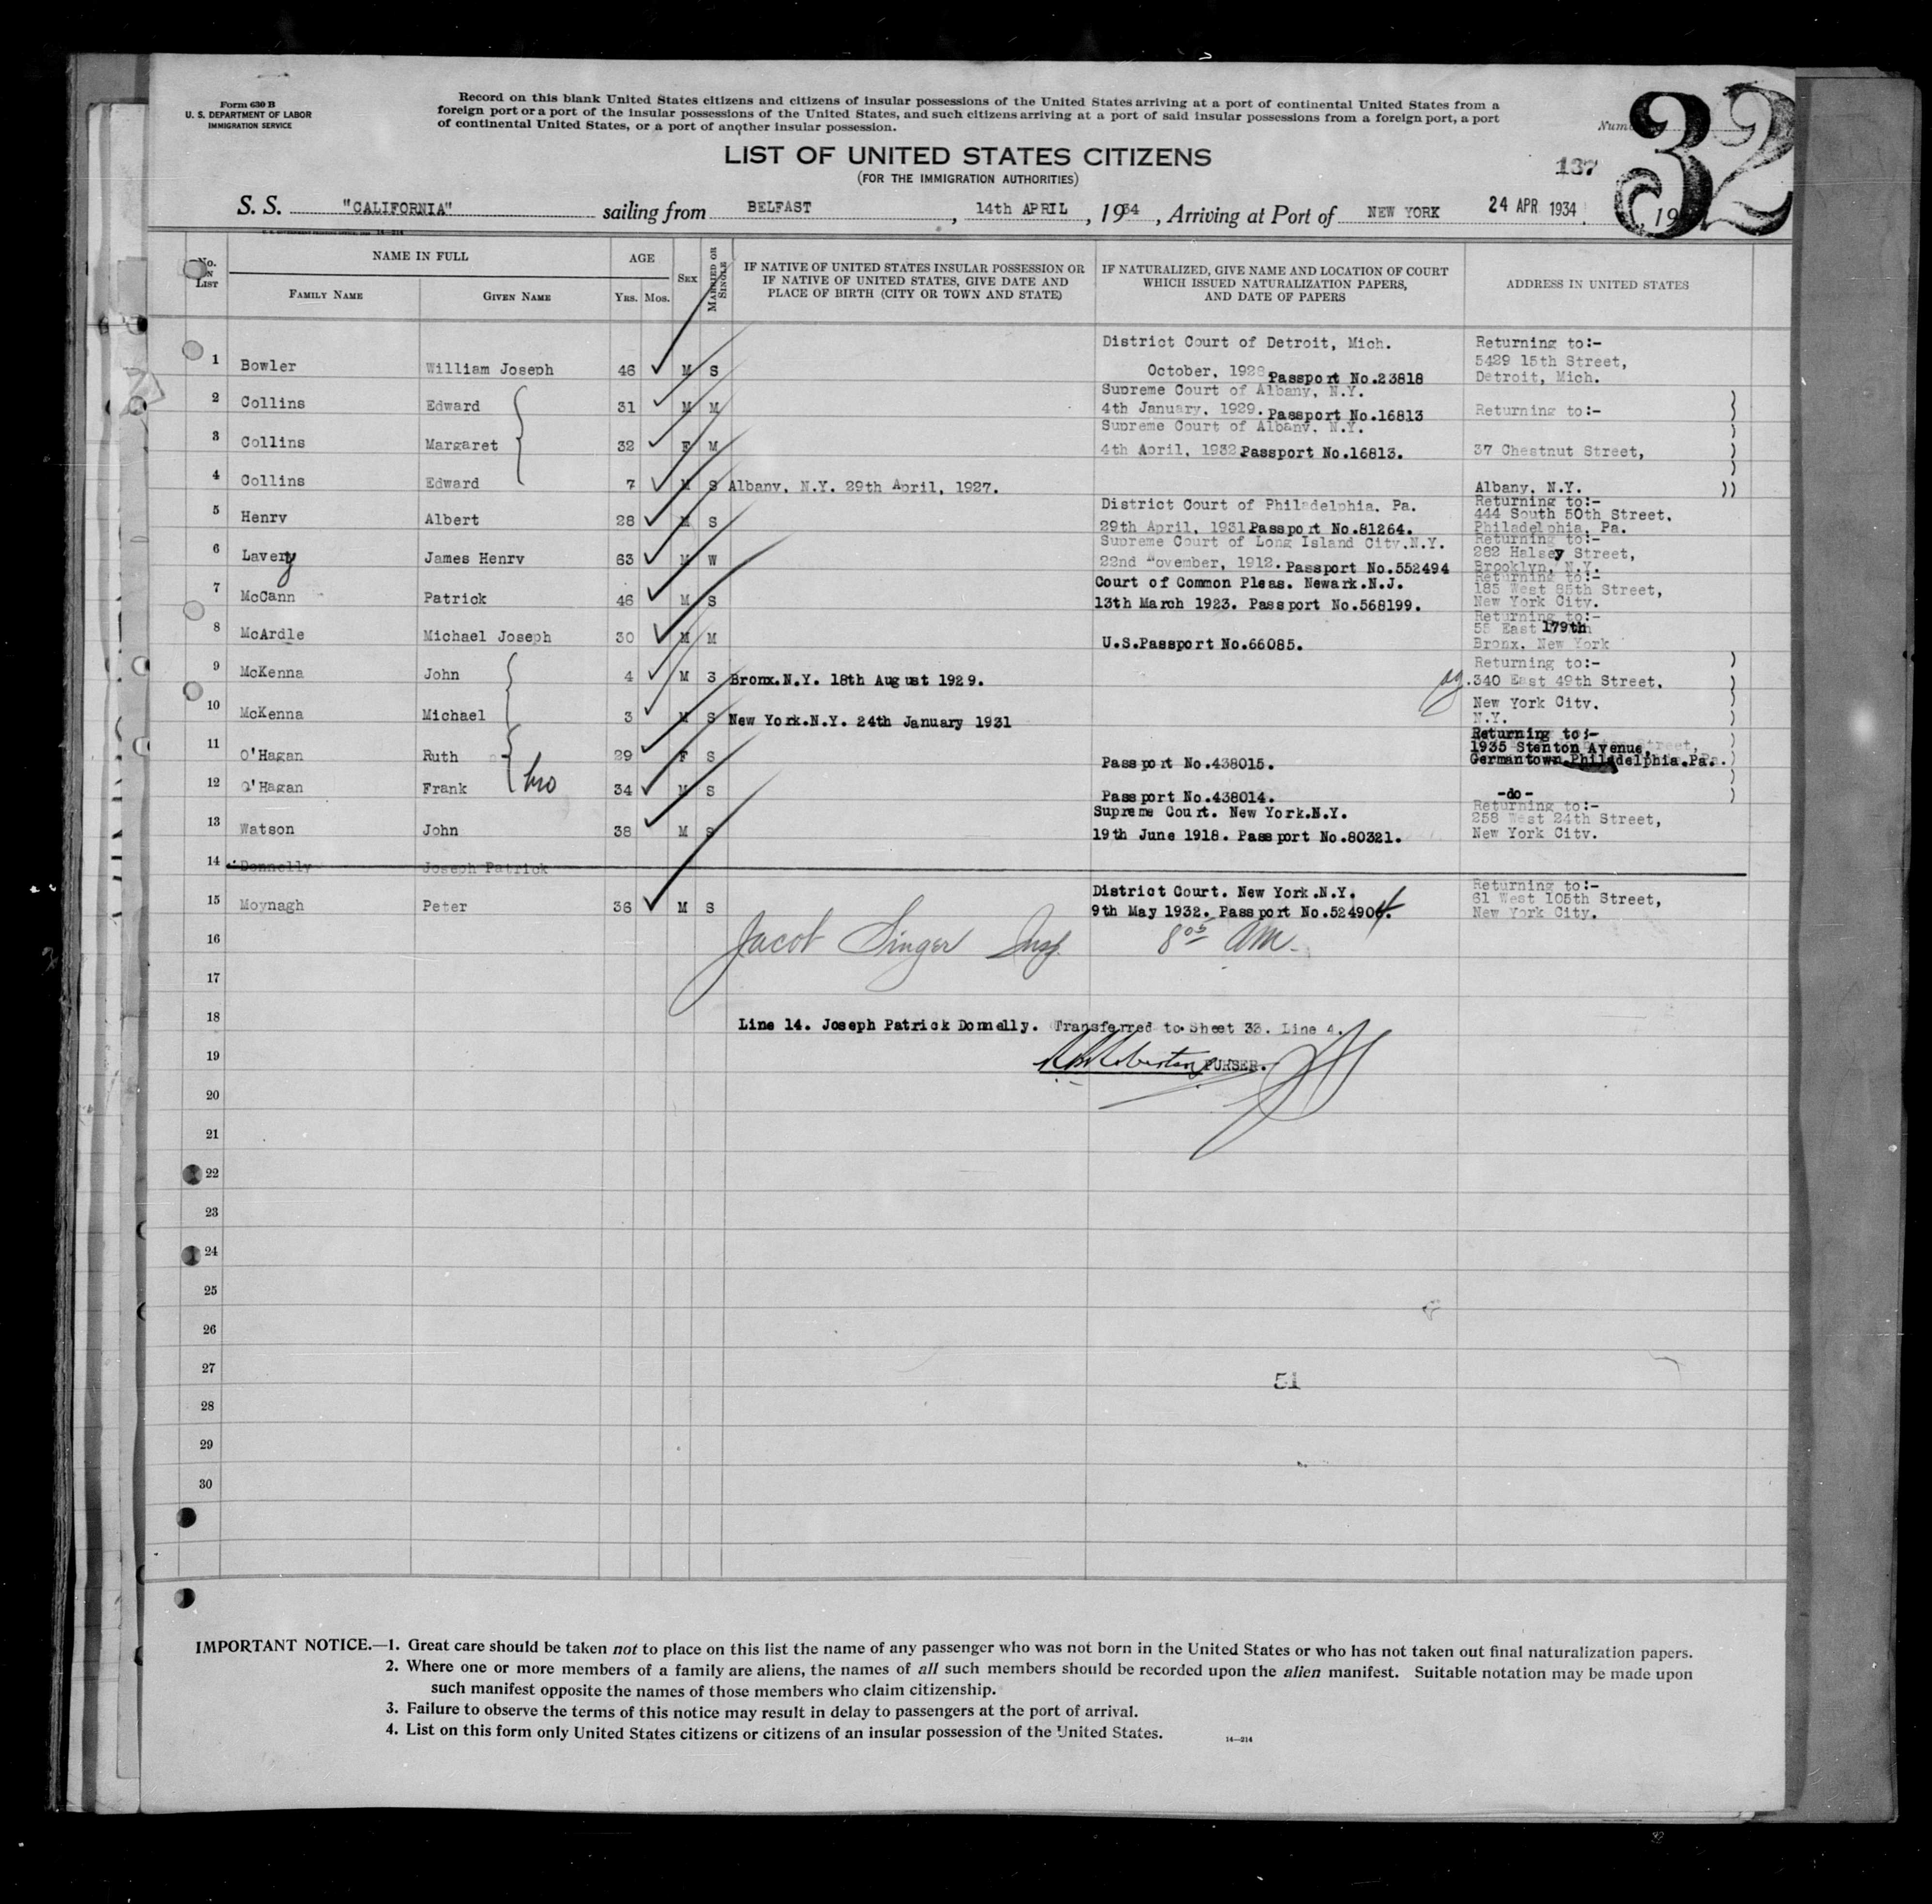 Form 630 B
U. S. DEPARTMENT OF LABOR
IMMIGRATION SERVICE
Record on this blank United States citizens and citizens of insular possessions of the United States arriving at a port of continental United States from a
foreign port or a port of the insular possessions of the United States, and such citizens arriving at a port of said insular possessions from a foreign port, a port
of continental United States, or a port of another insular possession.
32
137
LIST OF UNITED STATES CITIZENS
(FOR THE IMMIGRATION AUTHORITIES)
S. S. "CALIFORNIA" sailing from BELFAST, 14th APRIL, 1934, Arriving at Port of NEW YORK 24 APR 1934
No. on List
NAME IN FULL
Family Name
Given Name
AGE
Yrs. Mos.
Sex
Married or Single
IF NATIVE OF UNITED STATES INSULAR POSSESSION OR
IF NATIVE OF UNITED STATES, GIVE DATE AND
PLACE OF BIRTH (CITY OR TOWN AND STATE)
IF NATURALIZED, GIVE NAME AND LOCATION OF COURT
WHICH ISSUED NATURALIZATION PAPERS,
AND DATE OF PAPERS
ADDRESS IN UNITED STATES
District Court of Detroit, Mich. Returning to:-
5429 15th Street,
1 Bowler William Joseph 46 M S October, 1928 Passport No.23818 Detroit, Mich.
Supreme Court of Albany, N.Y.
2 Collins Edward 31 M M 4th January, 1929. Passport No.16813 Returning to:-
Supreme Court of Albany, N.Y.
3 Collins Margaret 32 F M 4th April, 1932 Passport No.16813. 37 Chestnut Street,
4 Collins Edward 7 M S Albany, N.Y. 29th April, 1927. Albany, N.Y.
District Court of Philadelphia. Pa. Returning to:-
444 South 50th Street.
5 Henry Albert 28 M S 29th April, 1931 Passport No.81264. Philadelphia. Pa.
Supreme Court of Long Island City.N.Y. Returning to:-
282 Halsey Street,
6 Lavery James Henry 63 M W 22nd November, 1912. Passport No.552494 Brooklyn, N.Y.
Court of Common Pleas. Newark.N.J. Returning to:-
185 West 85th Street,
7 McCann Patrick 46 M S 13th March 1923. Passport No.568199. New York City.
Returning to:-
55 East 179th
8 McArdle Michael Joseph 30 M M U.S.Passport No.66085. Bronx, New York
Returning to:-
9 McKenna John 4 M S Bronx.N.Y. 18th August 1929. 340 East 49th Street.
New York City.
10 McKenna Michael 3 M S New York.N.Y. 24th January 1931 N.Y.
Returning to:-
1935 Stenton Avenue,
11 O'Hagan Ruth 29 F S Passport No.438015. Germantown.Philadelphia.Pa.
bro
12 O'Hagan Frank 34 M S Passport No.438014. -do-
Supreme Court. New York.N.Y. Returning to:-
258 West 24th Street,
13 Watson John 38 M S 19th June 1918. Passport No.80321. New York City.
14 Donnelly Joseph Patrick
District Court. New York.N.Y. Returning to:-
61 West 105th Street,
15 Moynagh Peter 36 M S 9th May 1932. Passport No.524904 New York City.
16 Jacob Singer Insp. 8 05 AM.
17
18 Line 14. Joseph Patrick Donnelly. Transferred to Sheet 33. Line 4.
19 PURSER.
20
21
22
23
24
25
26
27
51
28
29
30
IMPORTANT NOTICE.—1. Great care should be taken not to place on this list the name of any passenger who was not born in the United States or who has not taken out final naturalization papers.
2. Where one or more members of a family are aliens, the names of all such members should be recorded upon the alien manifest. Suitable notation may be made upon
such manifest opposite the names of those members who claim citizenship.
3. Failure to observe the terms of this notice may result in delay to passengers at the port of arrival.
4. List on this form only United States citizens or citizens of an insular possession of the United States.
14—214